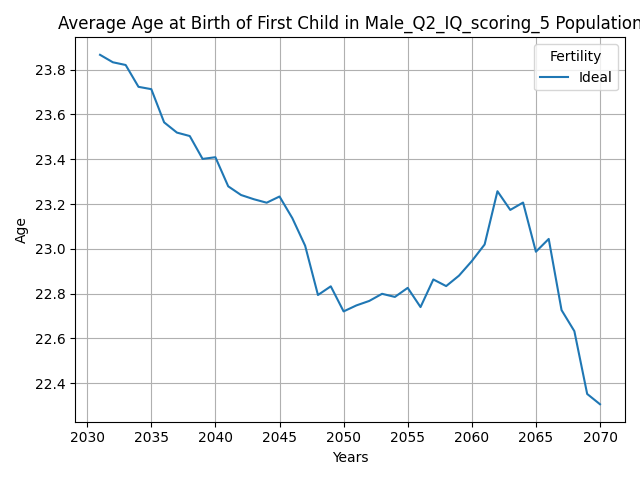 Average Age at Birth of First Child in Male_Q2_IQ_scoring_5 Population
Fertility
Ideal
Age
23.8
23.6
23.4
23.2
23.0
22.8
22.6
22.4
2030 2035 2040 2045 2050 2055 2060 2065 2070
Years